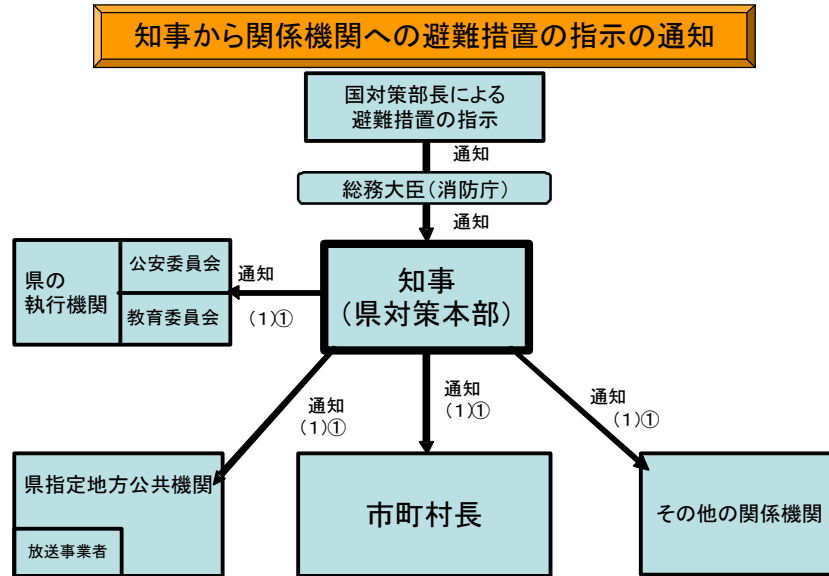 知事から関係機関への避難措置の指示の通知
国対策部長による
避難措置の指示
通知
総務大臣(消防庁)
通知
県の
執行機関
公安委員会
教育委員会
通知
(1)①
知事
(県対策本部)
通知
(1)①
通知
(1)①
通知
(1)①
県指定地方公共機関
放送事業者
市町村長
その他の関係機関